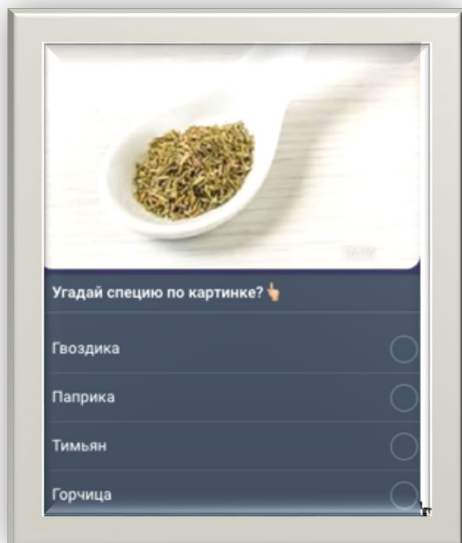 Угадай специю по картинке?👆
Гвоздика
Паприка
Тимьян
Горчица